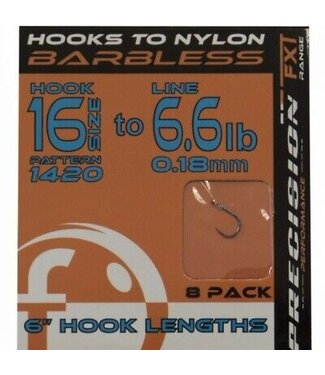 HOOKS TO NYLON
BARBLESS
HOOK
16 SIZE
PATTERN
1420
to
LINE
6.6lb
0.18mm
8 PACK
6" HOOK LENGTHS
PRECISION
PERFORMANCE
FXT
RANGE